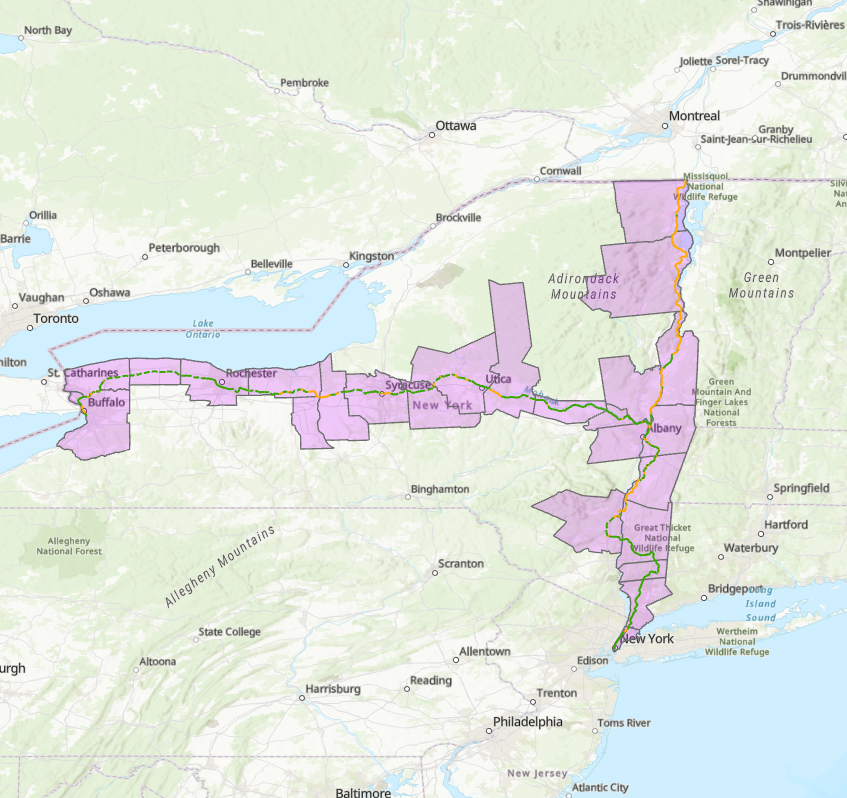 Shawinigan
North Bay
Trois-Rivières
Joliette
Sorel-Tracy
Pembroke
Drummondvil
Montreal
Ottawa
Granby
Saint-Jean-sur-Richelieu
Cornwall
Missisquoi
National
Wildlife Refuge
Orillia
Brockville
Barrie
Peterborough
Kingston
Belleville
Montpelier
Adirondack
Mountains
Green
Mountains
Vaughan
Oshawa
Toronto
Lake
Ontario
milton
St. Catharines
Rochester
Utica
Syracuse
Buffalo
New York
Green
Mountain And
Finger Lakes
National
Forests
Albany
Binghamton
Springfield
Allegheny
National Forest
Allegheny Mountains
Great Thicket
National
Wildlife Refuge
Hartford
Waterbury
Scranton
Bridgeport
Long
Island
Sound
State College
New York
Wertheim
National
Wildlife Refuge
Allentown
Altoona
Edison
urgh
Reading
Harrisburg
Trenton
Philadelphia
Toms River
New Jersey
Baltimore
Atlantic City